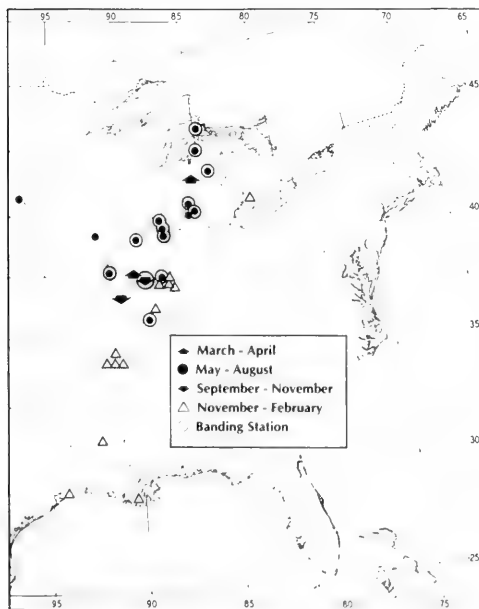 95 90 85 80 75 70 65
45
40
35
March - April
May - August
September - November
November - February
Banding Station
30
25
95 90 85 80 75